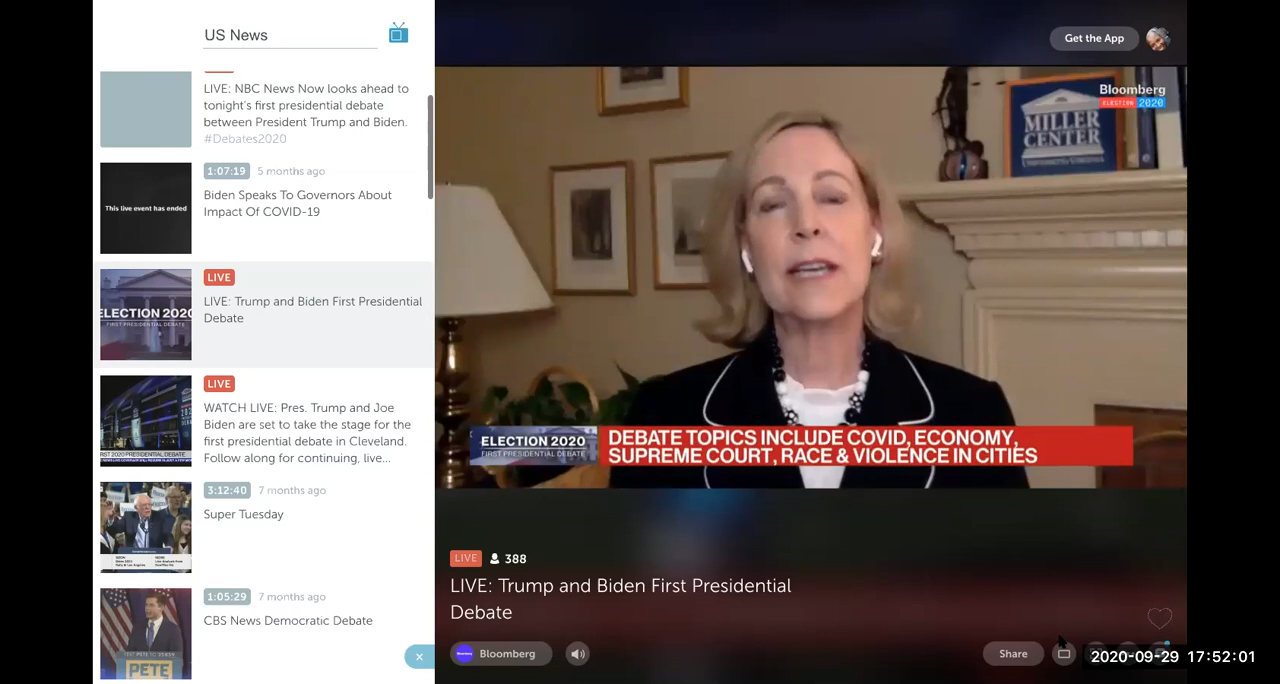 US News
LIVE: NBC News Now looks ahead to
tonight's first presidential debate
between President Trump and Biden.
#Debates2020
This live event has ended
1:07:19 5 months ago
Biden Speaks To Governors About
Impact Of COVID-19
ELECTION 2020
FIRST PRESIDENTIAL DEBATE
LIVE
LIVE: Trump and Biden First Presidential
Debate
LIVE
WATCH LIVE: Pres. Trump and Joe
Biden are set to take the stage for the
first presidential debate in Cleveland.
Follow along for continuing, live...
3:12:40 7 months ago
Super Tuesday
1:05:29 7 months ago
CBS News Democratic Debate
PETE
Get the App
Bloomberg
ELECTION 2020
MILLER
CENTER
ELECTION 2020
FIRST PRESIDENTIAL DEBATE
DEBATE TOPICS INCLUDE COVID, ECONOMY,
SUPREME COURT, RACE & VIOLENCE IN CITIES
LIVE 388
LIVE: Trump and Biden First Presidential
Debate
Bloomberg
Share
2020-09-29 17:52:01